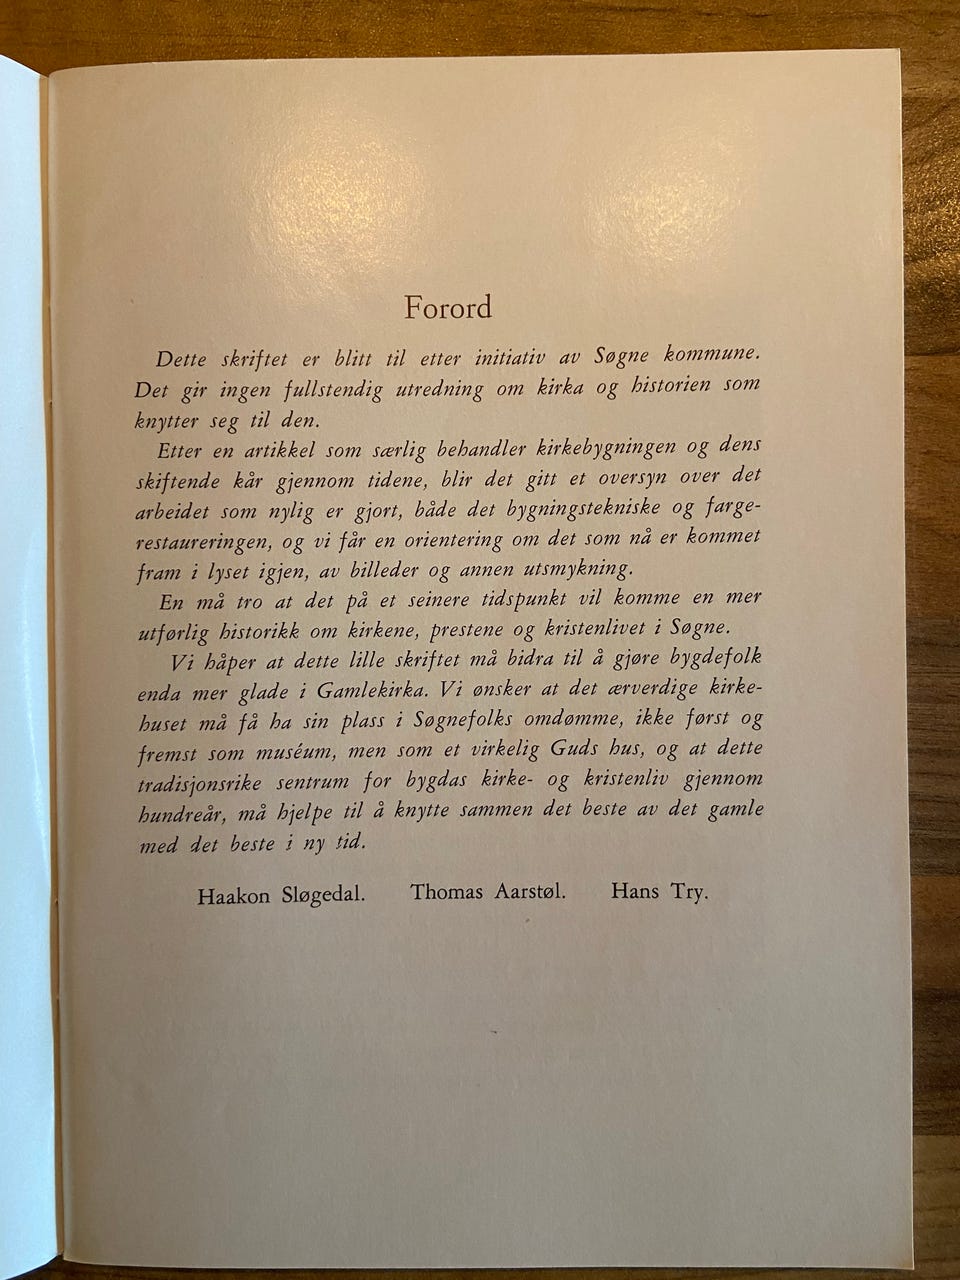 Forord
Dette skriftet er blitt til etter initiativ av Søgne kommune.
Det gir ingen fullstendig utredning om kirka og historien som
knytter seg til den.
Etter en artikkel som særlig behandler kirkebygningen og dens
skiftende kår gjennom tidene, blir det gitt et oversyn over det
arbeidet som nylig er gjort, både det bygningstekniske og farge-
restaureringen, og vi får en orientering om det som nå er kommet
fram i lyset igjen, av billeder og annen utsmykning.
En må tro at det på et seinere tidspunkt vil komme en mer
utførlig historikk om kirkene, prestene og kristenlivet i Søgne.
Vi håper at dette lille skriftet må bidra til å gjøre bygdefolk
enda mer glade i Gamlekirka. Vi ønsker at det ærverdige kirke-
huset må få ha sin plass i Søgnefolks omdømme, ikke først og
fremst som muséum, men som et virkelig Guds hus, og at dette
tradisjonsrike sentrum for bygdas kirke- og kristenliv gjennom
hundreår, må hjelpe til å knytte sammen det beste av det gamle
med det beste i ny tid.
Haakon Sløgedal. Thomas Aarstøl. Hans Try.